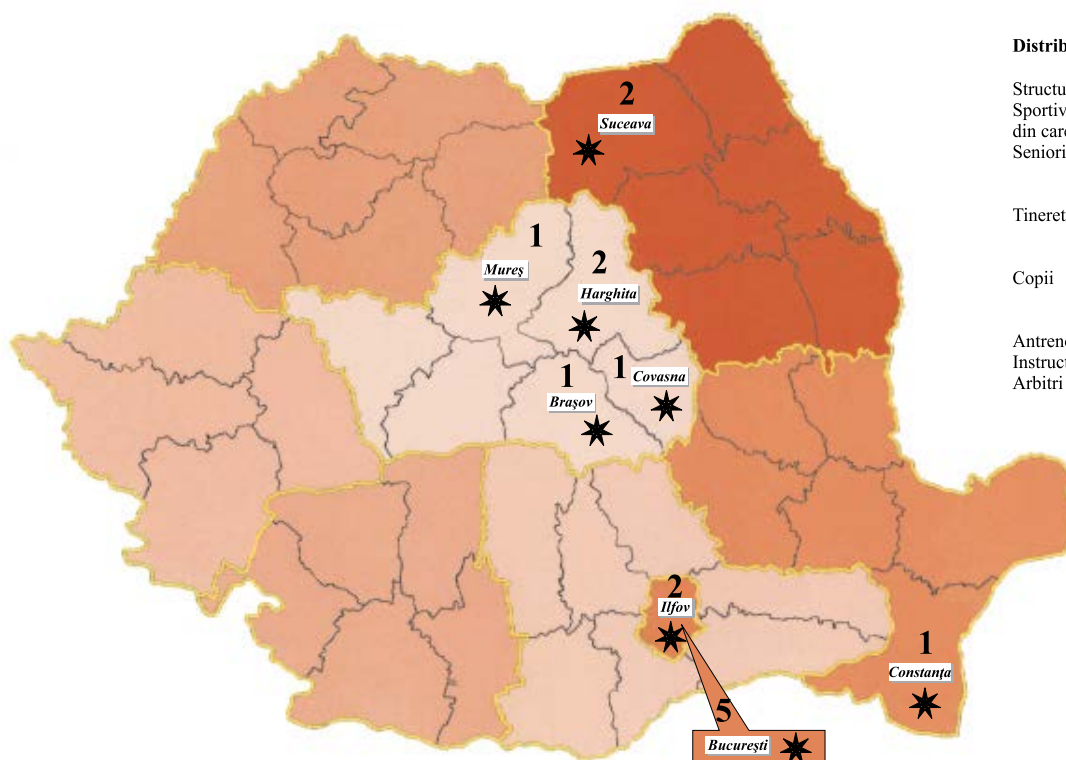 2
Suceava
1
Mureş
2
Harghita
1
Covasna
1
Braşov
2
Ilfov
1
Constanţa
5
Bucureşti
Distrib
Structu
Sportiv
din care
Seniori
Tineret
Copii
Antreno
Instruct
Arbitri